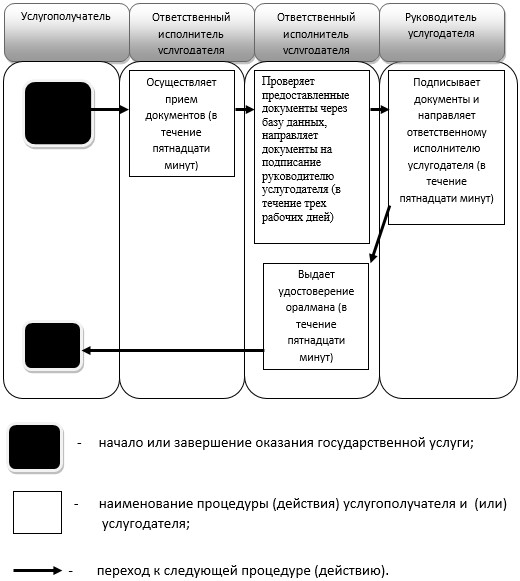 Услугополучатель
Ответственный
исполнитель
услугодателя
Ответственный
исполнитель
услугодателя
Руководитель
услугодателя
Осуществляет
прием
документов (в
течение
пятнадцати
минут)
Проверяет
предоставленные
документы через
базу данных,
направляет
документы на
подписание
руководителю
услугодателя (в
течение трех
рабочих дней)
Подписывает
документы и
направляет
ответственному
исполнителю
услугодателя (в
течение
пятнадцати минут)
Выдает
удостоверение
оралмана (в
течение
пятнадцати
минут)
- начало или завершение оказания государственной услуги;
- наименование процедуры (действия) услугополучателя и (или)
услугодателя;
- переход к следующей процедуре (действию).